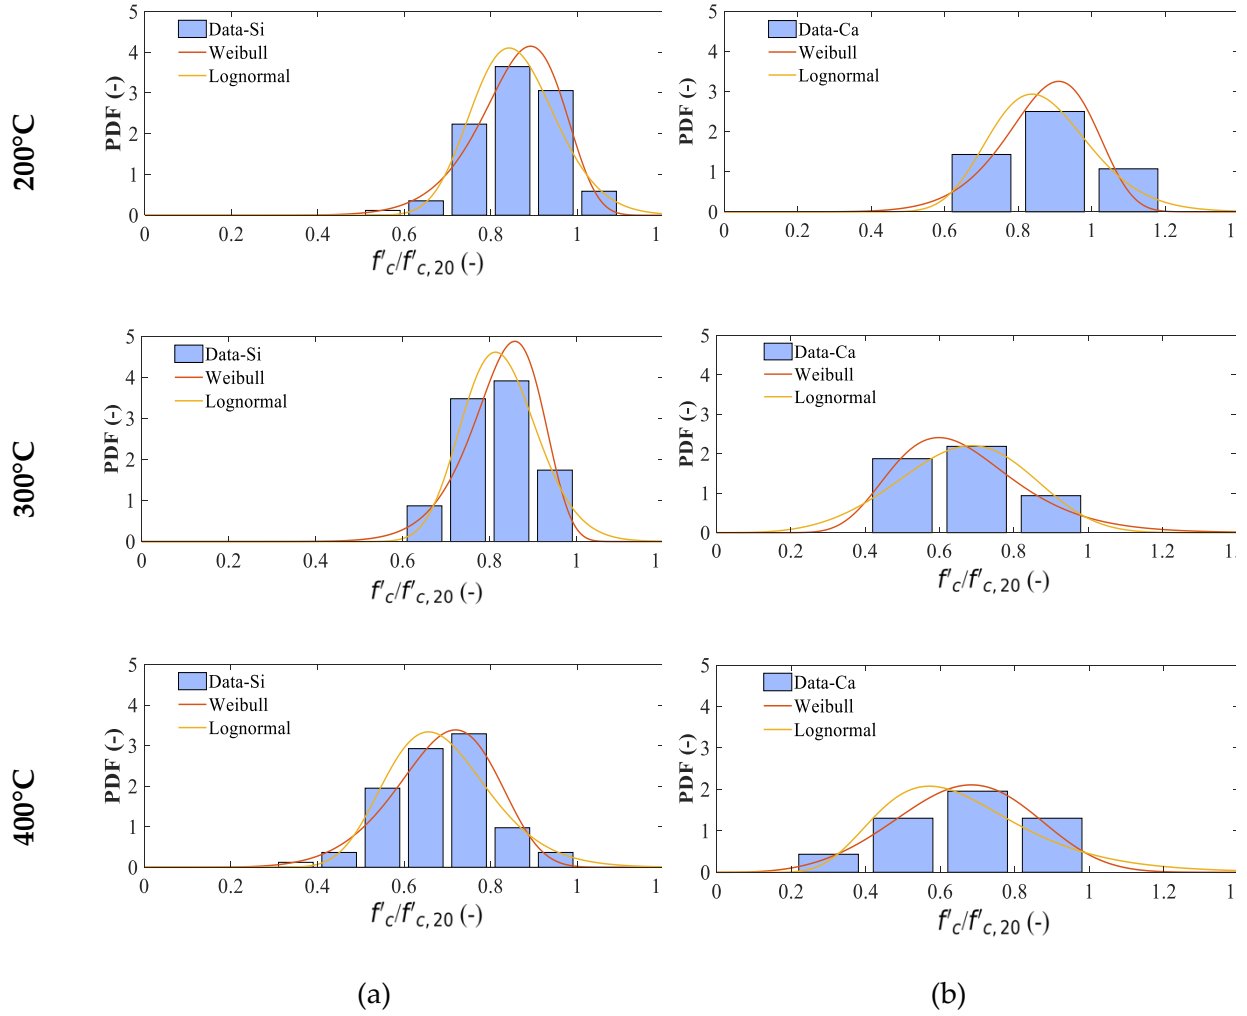 200°C
PDF (-)
5
4
3
2
1
0
Data-Si
Weibull
Lognormal
0 0.2 0.4 0.6 0.8 1 1
f'c/f'c, 20 (-)
PDF (-)
5
4
3
2
1
0
Data-Ca
Weibull
Lognormal
0 0.2 0.4 0.6 0.8 1 1.2 1.
f'c/f'c, 20 (-)
300°C
PDF (-)
5
4
3
2
1
0
Data-Si
Weibull
Lognormal
0 0.2 0.4 0.6 0.8 1 1
f'c/f'c, 20 (-)
PDF (-)
5
4
3
2
1
0
Data-Ca
Weibull
Lognormal
0 0.2 0.4 0.6 0.8 1 1.2 1.
f'c/f'c, 20 (-)
400°C
PDF (-)
5
4
3
2
1
0
Data-Si
Weibull
Lognormal
0 0.2 0.4 0.6 0.8 1 1
f'c/f'c, 20 (-)
PDF (-)
5
4
3
2
1
0
Data-Ca
Weibull
Lognormal
0 0.2 0.4 0.6 0.8 1 1.2 1.
f'c/f'c, 20 (-)
(a)
(b)